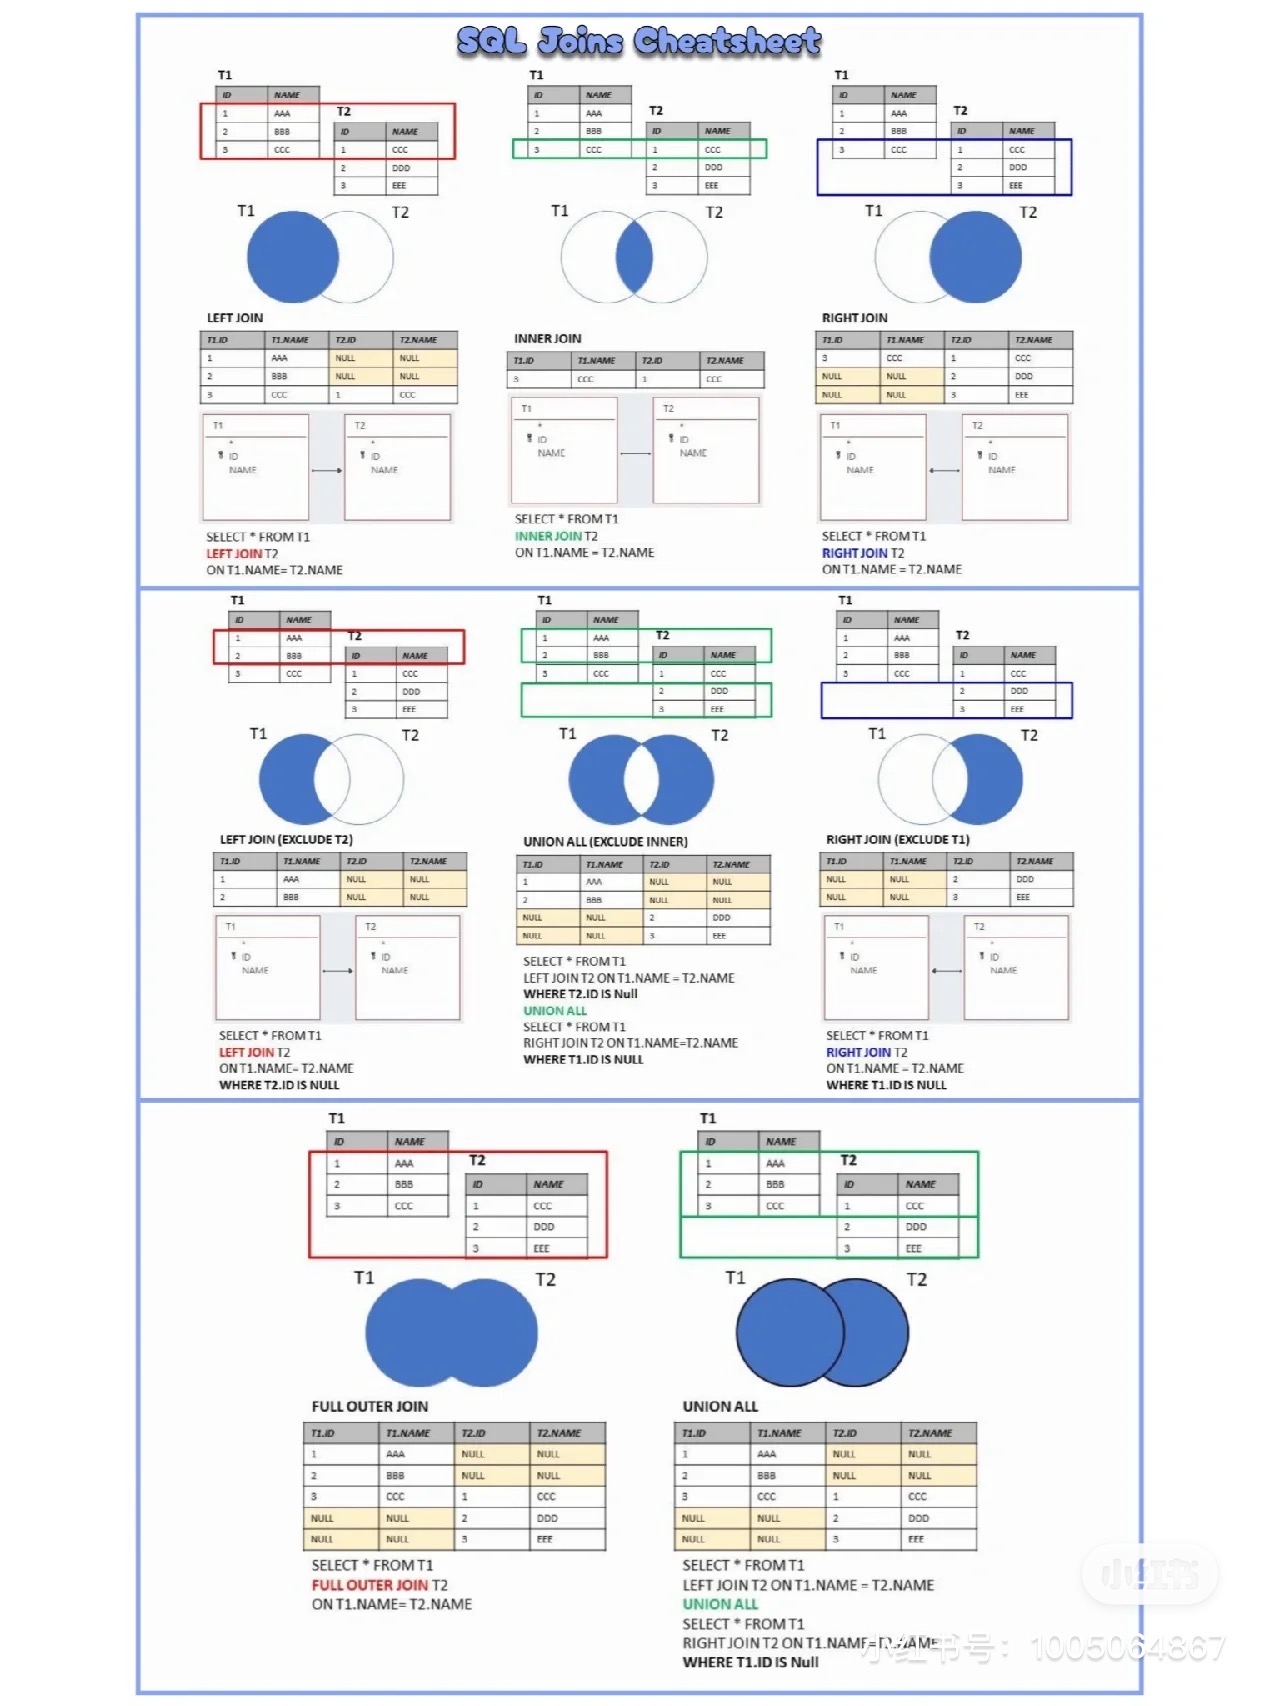 SQL Joins Cheatsheet
T1
ID NAME
1 AAA
2 BBB
3 CCC
T2
ID NAME
1 CCC
2 DDD
3 EEE
T1 T2
LEFT JOIN
T1.ID T1.NAME T2.ID T2.NAME
1 AAA NULL NULL
2 BBB NULL NULL
3 CCC 1 CCC
T1 T2
* *
ID ID
NAME NAME
SELECT * FROM T1
LEFT JOIN T2
ON T1.NAME= T2.NAME
T1
ID NAME
1 AAA
2 BBB
3 CCC
T2
ID NAME
1 CCC
2 DDD
3 EEE
T1 T2
INNER JOIN
T1.ID T1.NAME T2.ID T2.NAME
3 CCC 1 CCC
T1 T2
* *
ID ID
NAME NAME
SELECT * FROM T1
INNER JOIN T2
ON T1.NAME = T2.NAME
T1
ID NAME
1 AAA
2 BBB
3 CCC
T2
ID NAME
1 CCC
2 DDD
3 EEE
T1 T2
RIGHT JOIN
T1.ID T1.NAME T2.ID T2.NAME
3 CCC 1 CCC
NULL NULL 2 DDD
NULL NULL 3 EEE
T1 T2
* *
ID ID
NAME NAME
SELECT * FROM T1
RIGHT JOIN T2
ON T1.NAME = T2.NAME
T1
ID NAME
1 AAA
2 BBB
3 CCC
T2
ID NAME
1 CCC
2 DDD
3 EEE
T1 T2
LEFT JOIN (EXCLUDE T2)
T1.ID T1.NAME T2.ID T2.NAME
1 AAA NULL NULL
2 BBB NULL NULL
T1 T2
* *
ID ID
NAME NAME
SELECT * FROM T1
LEFT JOIN T2
ON T1.NAME= T2.NAME
WHERE T2.ID IS NULL
T1
ID NAME
1 AAA
2 BBB
3 CCC
T2
ID NAME
1 CCC
2 DDD
3 EEE
T1 T2
UNION ALL (EXCLUDE INNER)
T1.ID T1.NAME T2.ID T2.NAME
1 AAA NULL NULL
2 BBB NULL NULL
NULL NULL 2 DDD
NULL NULL 3 EEE
SELECT * FROM T1
LEFT JOIN T2 ON T1.NAME = T2.NAME
WHERE T2.ID IS Null
UNION ALL
SELECT * FROM T1
RIGHT JOIN T2 ON T1.NAME=T2.NAME
WHERE T1.ID IS NULL
T1
ID NAME
1 AAA
2 BBB
3 CCC
T2
ID NAME
1 CCC
2 DDD
3 EEE
T1 T2
RIGHT JOIN (EXCLUDE T1)
T1.ID T1.NAME T2.ID T2.NAME
NULL NULL 2 DDD
NULL NULL 3 EEE
T1 T2
* *
ID ID
NAME NAME
SELECT * FROM T1
RIGHT JOIN T2
ON T1.NAME = T2.NAME
WHERE T1.ID IS NULL
T1
ID NAME
1 AAA
2 BBB
3 CCC
T2
ID NAME
1 CCC
2 DDD
3 EEE
T1 T2
FULL OUTER JOIN
T1.ID T1.NAME T2.ID T2.NAME
1 AAA NULL NULL
2 BBB NULL NULL
3 CCC 1 CCC
NULL NULL 2 DDD
NULL NULL 3 EEE
SELECT * FROM T1
FULL OUTER JOIN T2
ON T1.NAME= T2.NAME
T1
ID NAME
1 AAA
2 BBB
3 CCC
T2
ID NAME
1 CCC
2 DDD
3 EEE
T1 T2
UNION ALL
T1.ID T1.NAME T2.ID T2.NAME
1 AAA NULL NULL
2 BBB NULL NULL
3 CCC 1 CCC
NULL NULL 2 DDD
NULL NULL 3 EEE
SELECT * FROM T1
LEFT JOIN T2 ON T1.NAME = T2.NAME
UNION ALL
SELECT * FROM T1
RIGHT JOIN T2 ON T1.NAME=T2.NAME
WHERE T1.ID IS Null
小红书
小红书号：1005064867